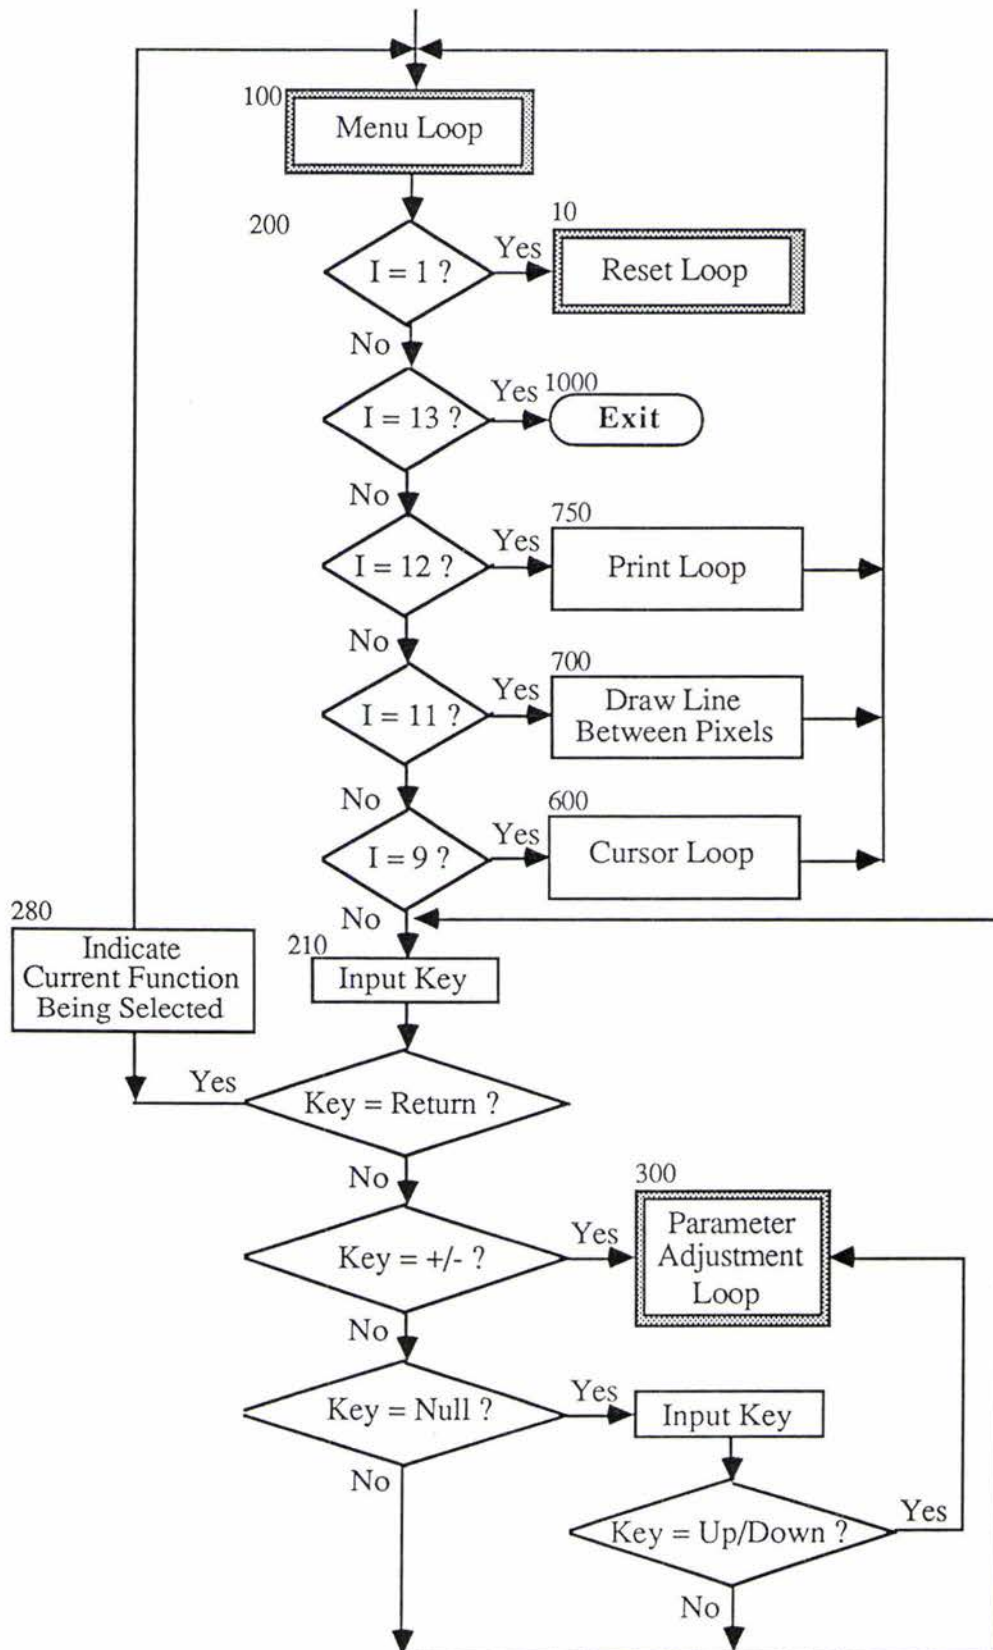 100
Menu Loop
200
I = 1 ?
Yes
10
Reset Loop
No
I = 13 ?
Yes
1000
Exit
No
I = 12 ?
Yes
750
Print Loop
No
I = 11 ?
Yes
700
Draw Line
Between Pixels
No
I = 9 ?
Yes
600
Cursor Loop
No
280
Indicate
Current Function
Being Selected
210
Input Key
Yes
Key = Return ?
No
Key = +/- ?
Yes
300
Parameter
Adjustment
Loop
No
Key = Null ?
Yes
Input Key
No
Key = Up/Down ?
Yes
No